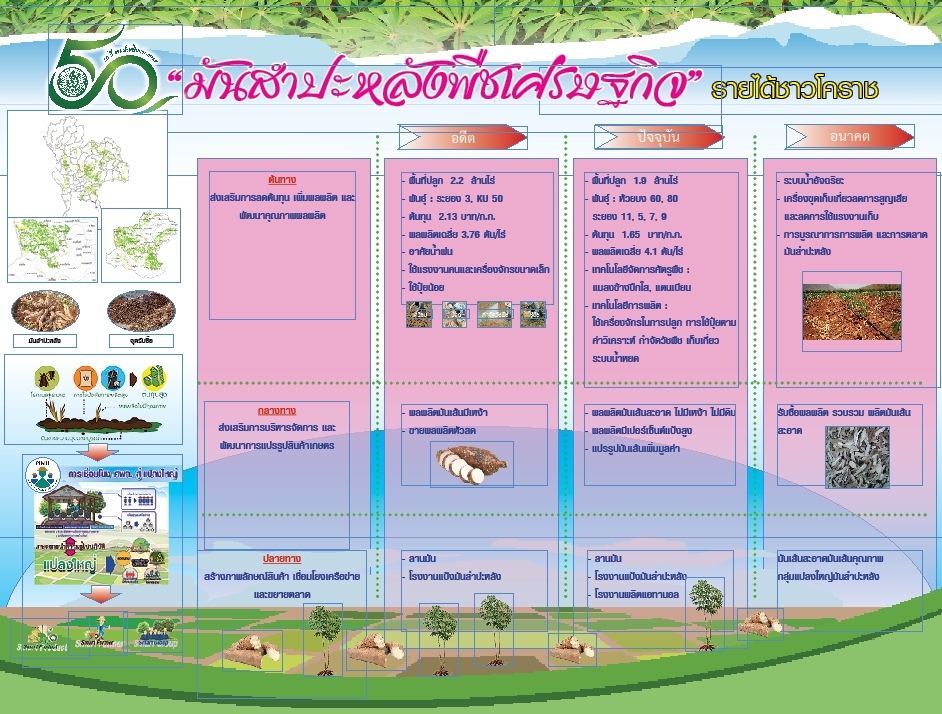 50
"มันสำปะหลังพืชเศรษฐกิจ" รายได้ชาวโคราช
อดีต
ปัจจุบัน
อนาคต
ต้นทาง
ส่งเสริมการลดต้นทุน เพิ่มผลผลิต และ
พัฒนาคุณภาพผลผลิต
- พื้นที่ปลูก 2.2 ล้านไร่
- พันธุ์ : ระยอง 3, KU 50
- ต้นทุน 2.13 บาท/ก.ก.
- ผลผลิตเฉลี่ย 3.76 ตัน/ไร่
- อาศัยน้ำฝน
- ใช้แรงงานคนและเครื่องจักรขนาดเล็ก
- ใช้ปุ๋ยน้อย
- พื้นที่ปลูก 1.9 ล้านไร่
- พันธุ์ : ห้วยบง 60, 80
ระยอง 11, 5, 7, 9
- ต้นทุน 1.65 บาท/ก.ก.
- ผลผลิตเฉลี่ย 4.1 ตัน/ไร่
- เทคโนโลยีจัดการศัตรูพืช :
แมลงช้างปีกใส, แตนเบียน
- เทคโนโลยีการผลิต :
ใช้เครื่องจักรในการปลูก การใช้ปุ๋ยตาม
ค่าวิเคราะห์ กำจัดวัชพืช เก็บเกี่ยว
ระบบน้ำหยด
- ระบบน้ำอัจฉริยะ
- เครื่องขุดเก็บเกี่ยวลดการสูญเสีย
และลดการใช้แรงงานเก็บ
- การบูรณาการการผลิต และการตลาด
มันสำปะหลัง
มันสำปะหลัง
จุดรับซื้อ
กลางทาง
ส่งเสริมการบริหารจัดการ และ
พัฒนาการแปรรูปสินค้าเกษตร
- ผลผลิตมันเส้นมีเหง้า
- ขายผลผลิตหัวสด
- ผลผลิตมันเส้นสะอาด ไม่มีเหง้า ไม่มีดิน
- ผลผลิตมีเปอร์เซ็นต์แป้งสูง
- แปรรูปมันเส้นเพิ่มมูลค่า
รับซื้อผลผลิต รวบรวม ผลิตมันเส้น
สะอาด
การเชื่อมโยง ศพก. สู่ แปลงใหญ่
แปลงใหญ่
ปลายทาง
สร้างภาพลักษณ์สินค้า เชื่อมโยงเครือข่าย
และขยายตลาด
- ลานมัน
- โรงงานแป้งมันสำปะหลัง
- ลานมัน
- โรงงานแป้งมันสำปะหลัง
- โรงงานผลิตแอทานอล
มันเส้นสะอาดมันเส้นคุณภาพ
กลุ่มแปลงใหญ่มันสำปะหลัง